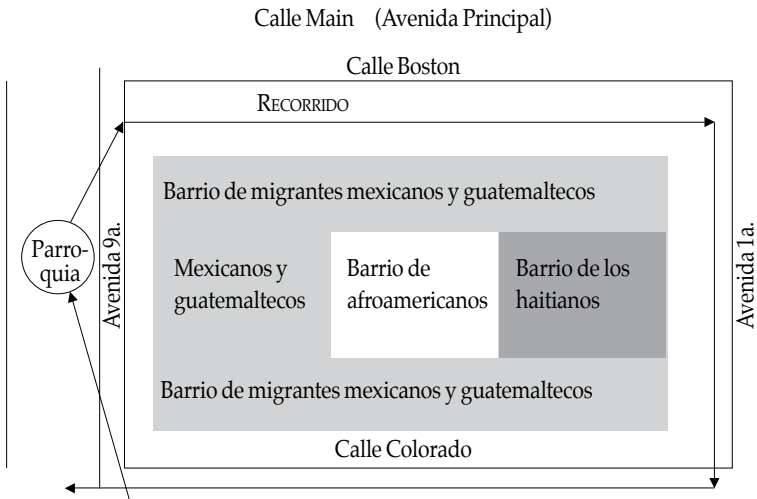 Calle Main (Avenida Principal)
Calle Boston
RECORRIDO
Barrio de migrantes mexicanos y guatemaltecos
Parro-
quia
Avenida 9a.
Mexicanos y
guatemaltecos
Barrio de
afroamericanos
Barrio de los
haitianos
Avenida 1a.
Barrio de migrantes mexicanos y guatemaltecos
Calle Colorado